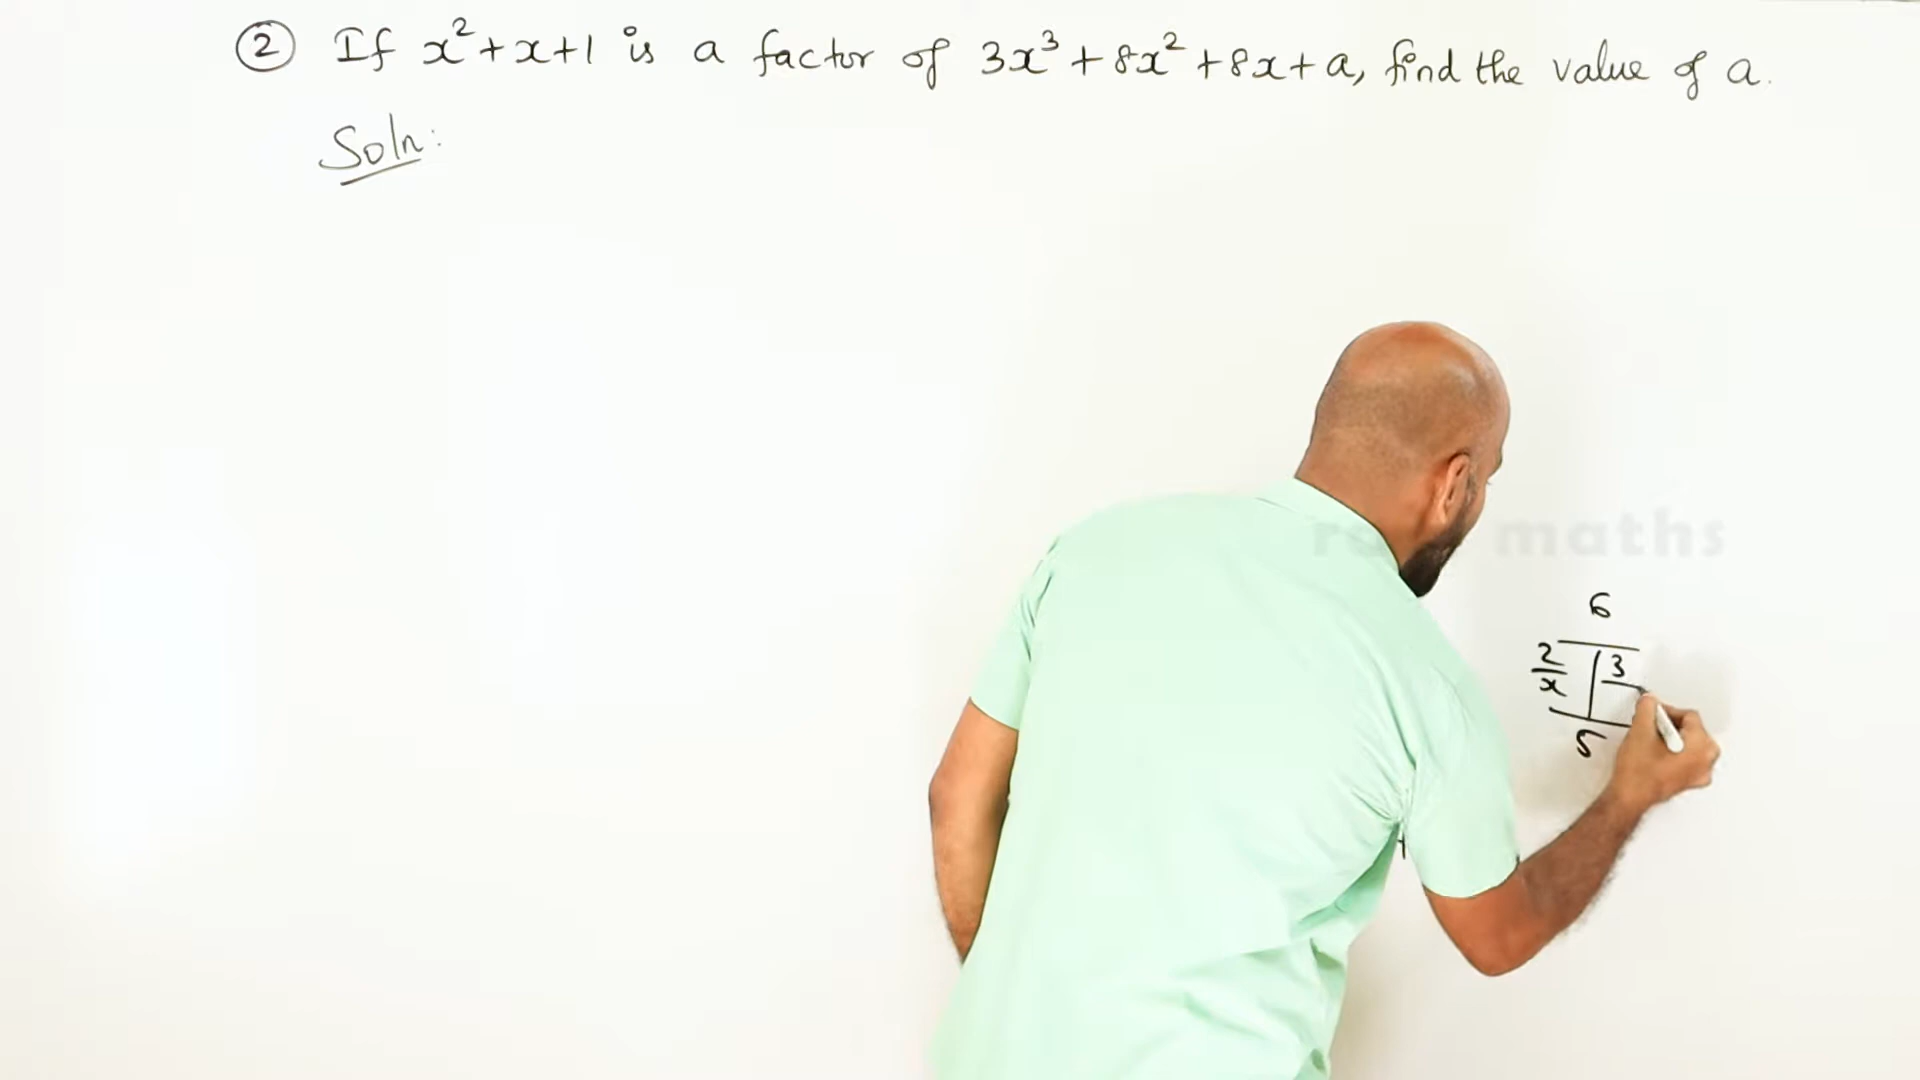 ② If x²+x+1 is a factor of 3x³+8x²+8x+a, find the value of a.
Soln:
maths
6
2/x | 3
5